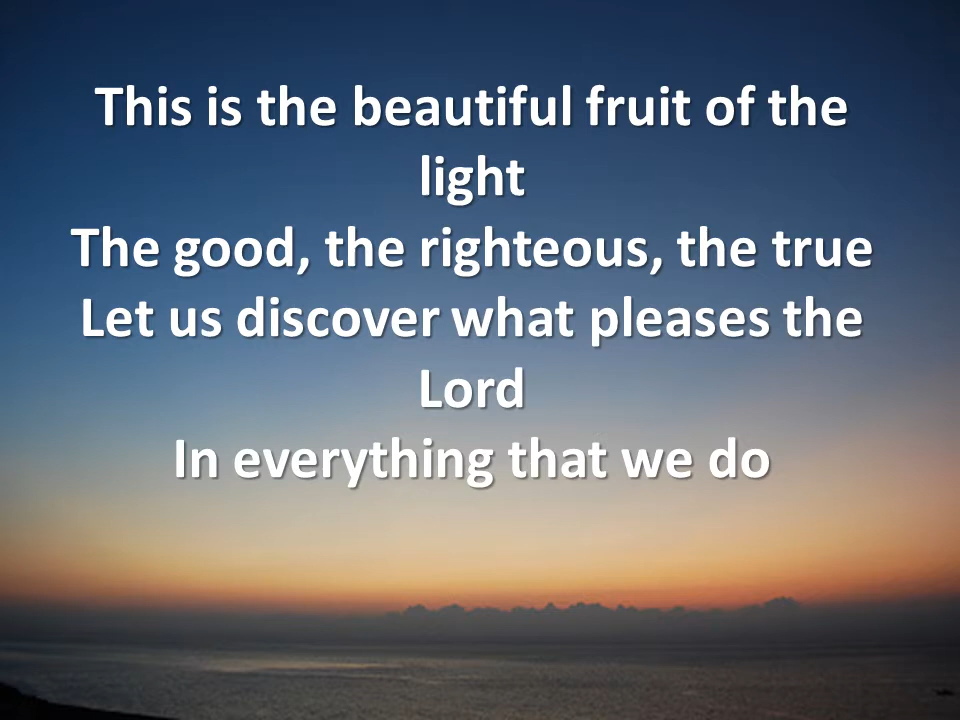 This is the beautiful fruit of the
light
The good, the righteous, the true
Let us discover what pleases the
Lord
In everything that we do